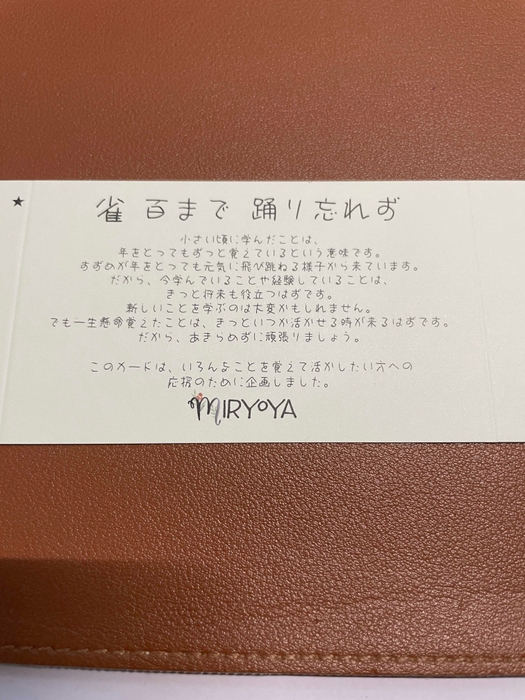 ★
雀 百まで 踊り忘れず
小さい頃に学んだことは、
年をとってもずっと覚えているという意味です。
すずめが年をとっても元気に飛び跳ねる様子から来ています。
だから、今学んでいることや経験していることは、
きっと将来も役立つはずです。
新しいことを学ぶのは大変かもしれません。
でも一生懸命覚えたことは、きっといつか活かせる時が来るはずです。
だから、あきらめずに頑張りましょう。
このカードは、いろんなことを覚えて活かしたい方への
応援のために企画しました。
MIRYOYA